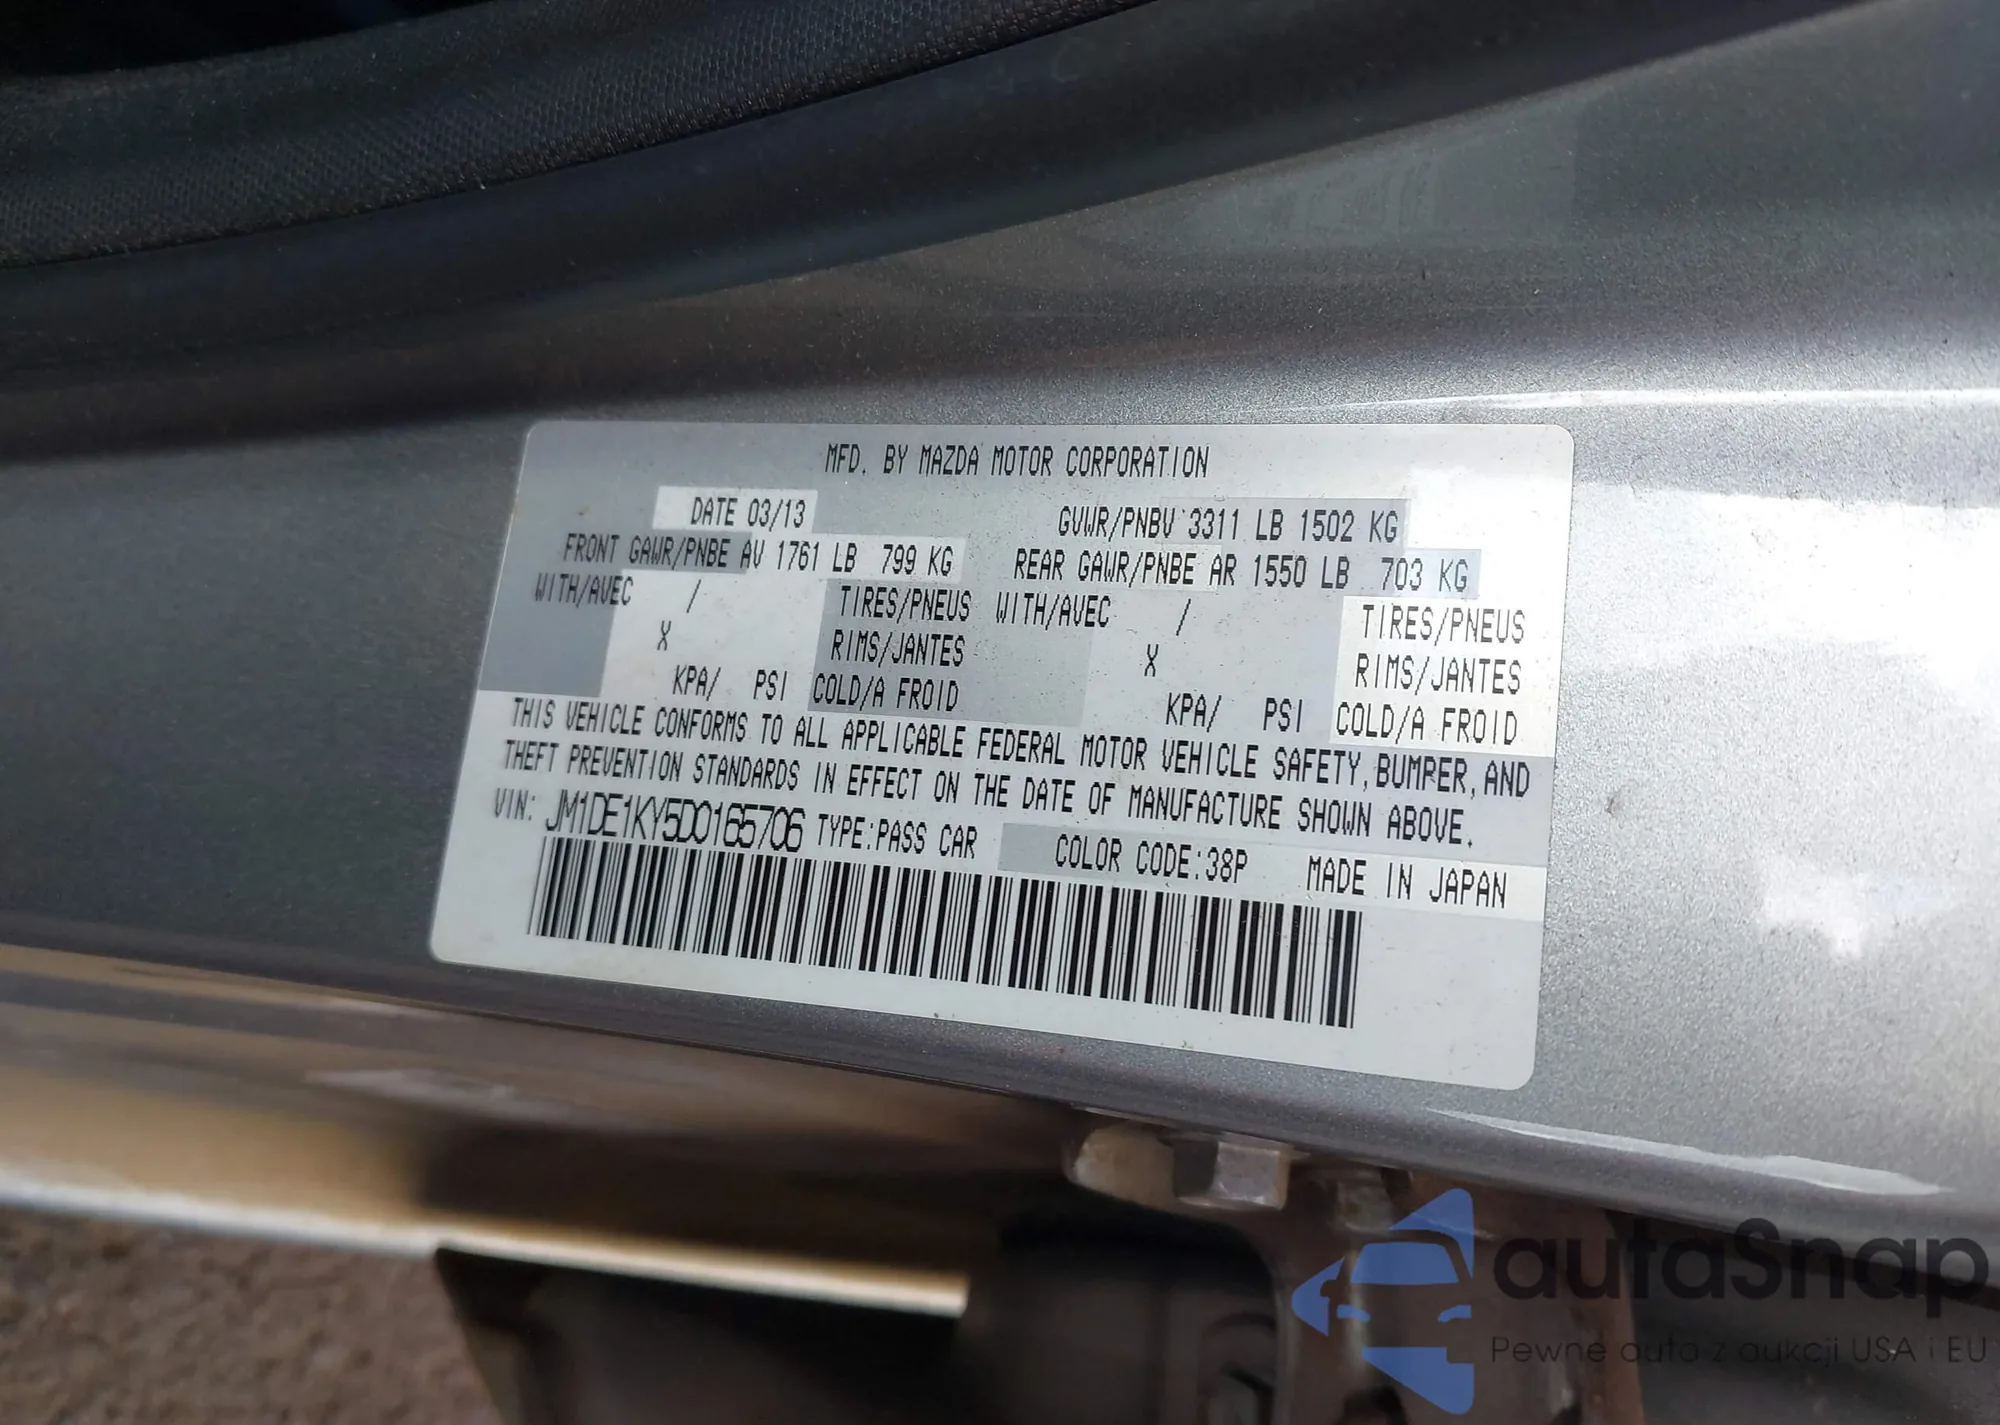 MFD. BY MAZDA MOTOR CORPORATION
DATE 03/13 GVWR/PNBV 3311 LB 1502 KG
FRONT GAWR/PNBE AV 1761 LB 799 KG REAR GAWR/PNBE AR 1550 LB 703 KG
WITH/AVEC / TIRES/PNEUS WITH/AVEC / TIRES/PNEUS
X RIMS/JANTES X RIMS/JANTES
KPA/ PSI COLD/A FROID KPA/ PSI COLD/A FROID
THIS VEHICLE CONFORMS TO ALL APPLICABLE FEDERAL MOTOR VEHICLE SAFETY, BUMPER, AND
THEFT PREVENTION STANDARDS IN EFFECT ON THE DATE OF MANUFACTURE SHOWN ABOVE.
VIN: JM1DE1KY5D0165706 TYPE:PASS CAR COLOR CODE:38P MADE IN JAPAN
autaSnap
Pewne auto z aukcji USA i EU